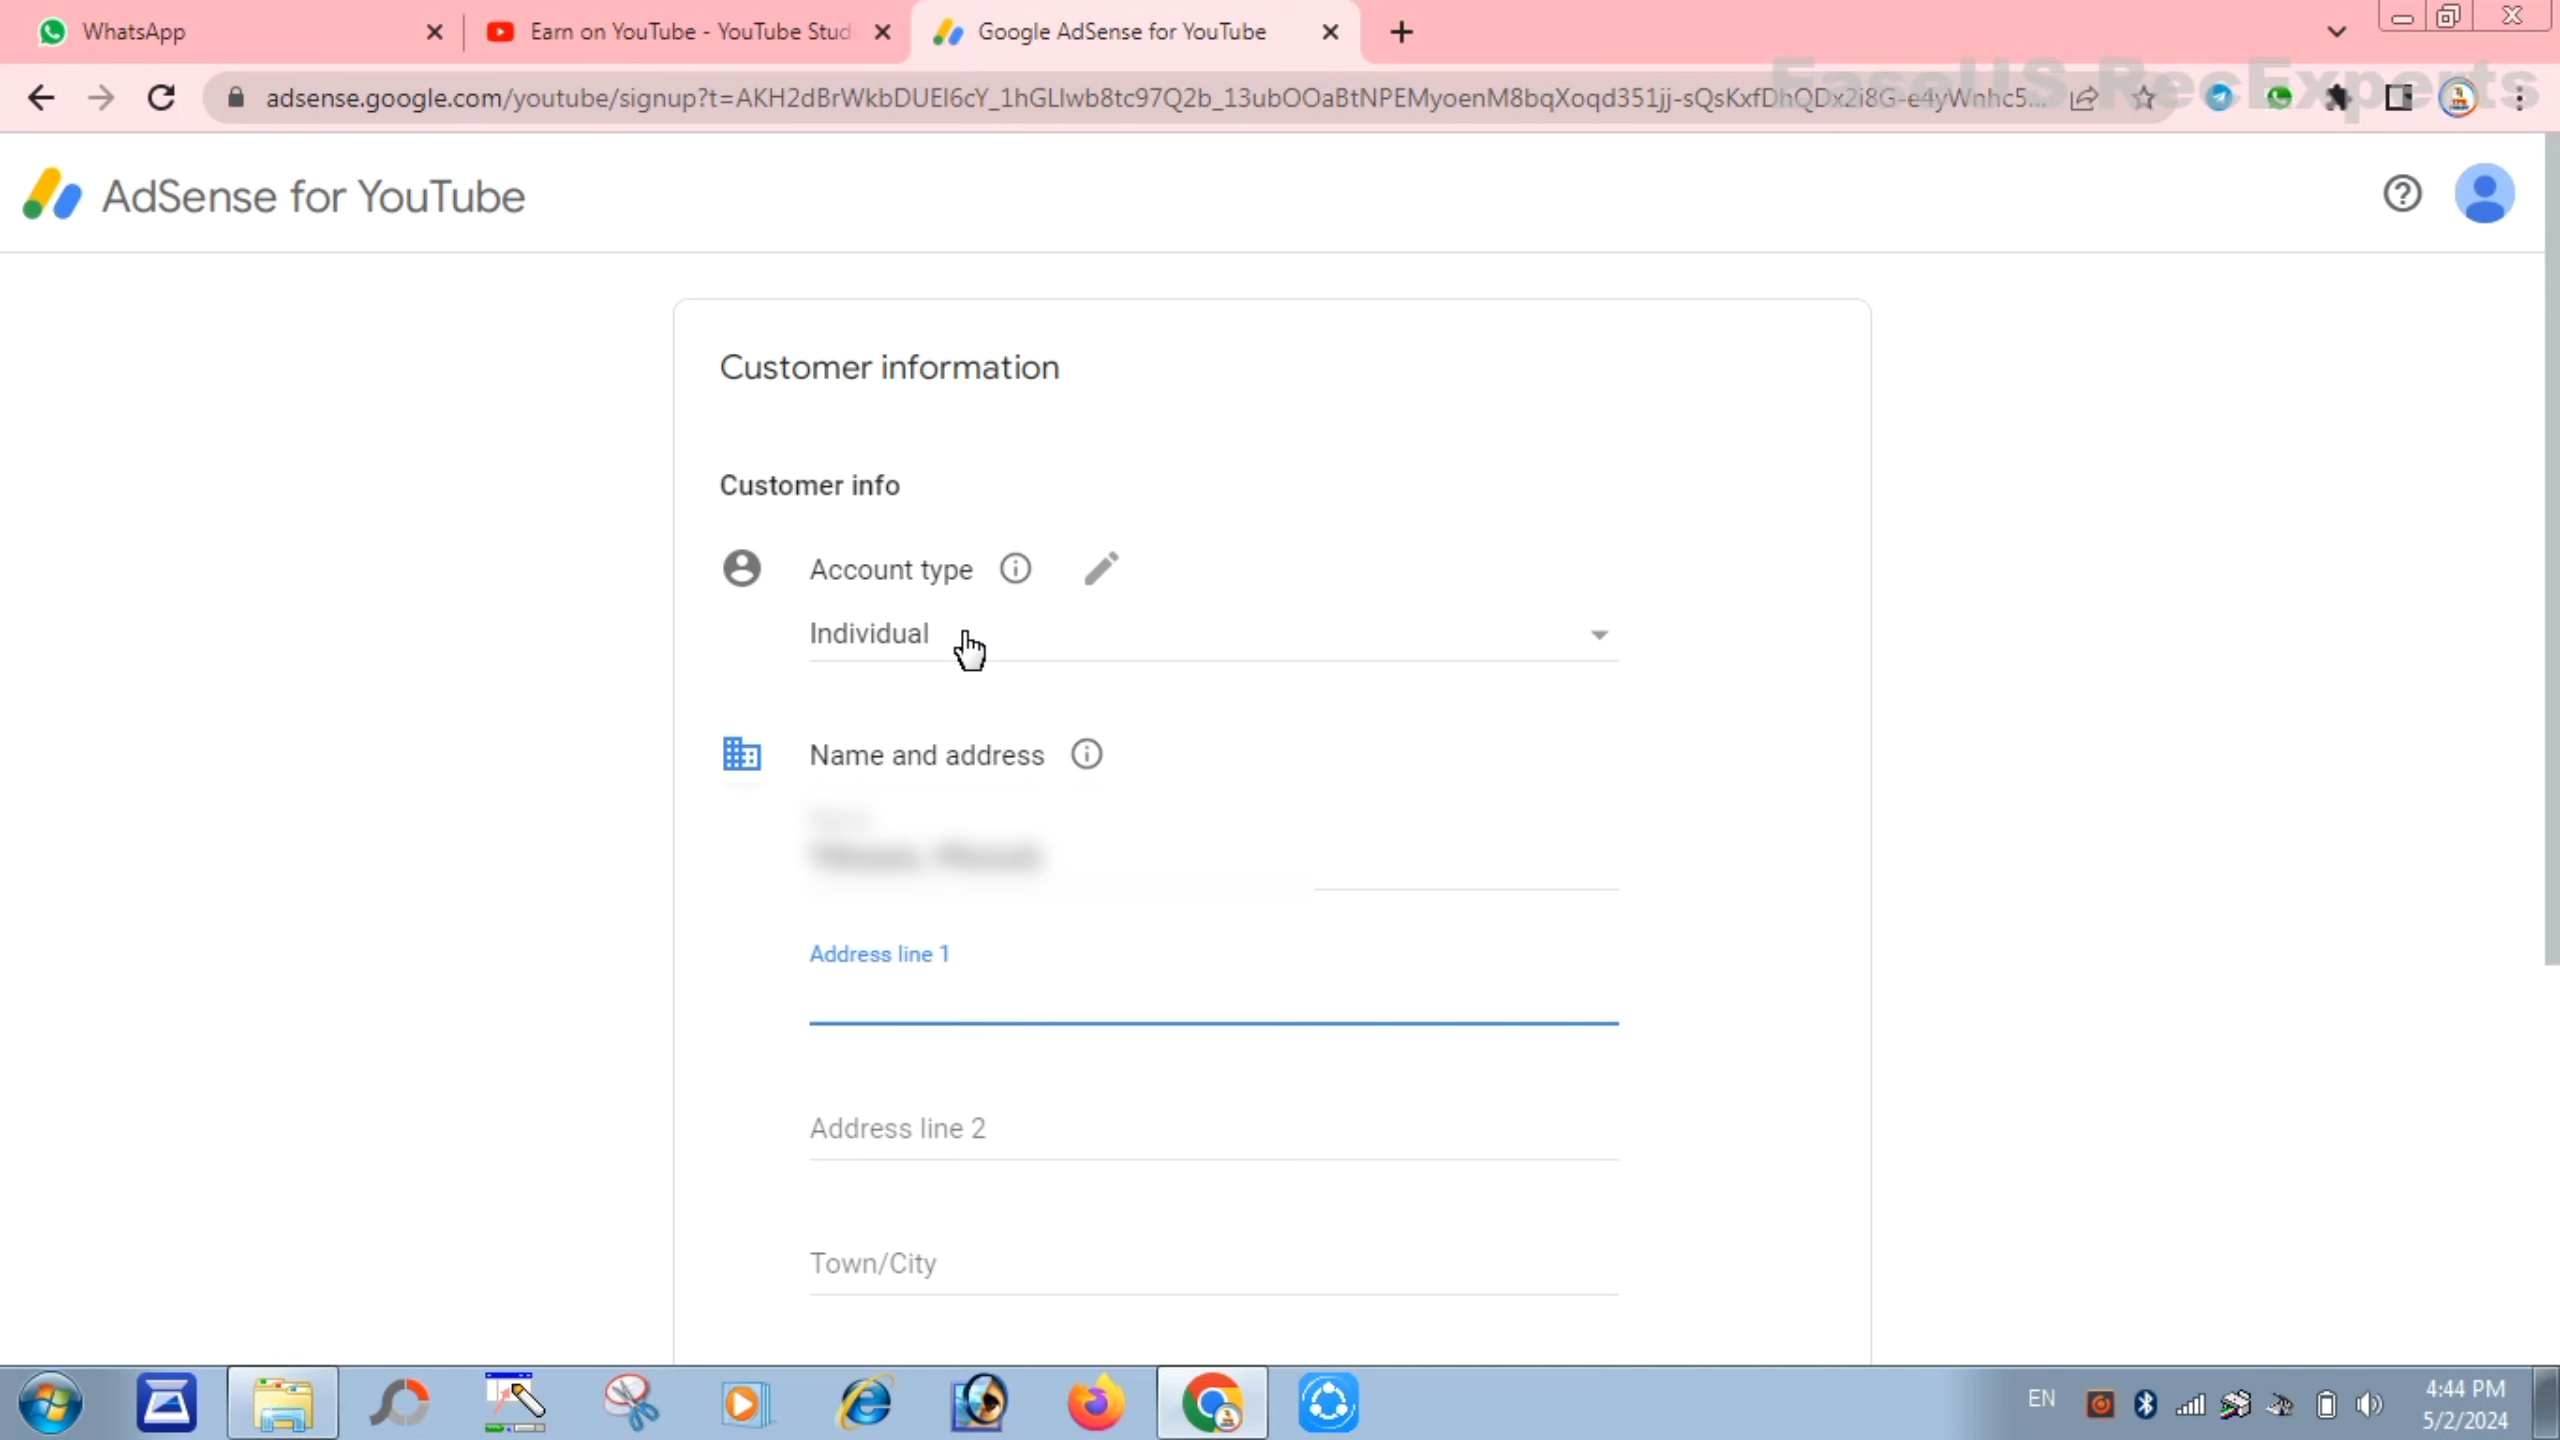 WhatsApp
Earn on YouTube - YouTube Stud
Google AdSense for YouTube
adsense.google.com/youtube/signup?t=AKH2dBrWkbDUEl6cY_1hGLlwb8tc97Q2b_13ubOOaBtNPEMyoenM8bqXoqd351jj-sQsKxfDhQDx2i8G-e4yWnhc5...
EaseUS RecExperts
AdSense for YouTube
Customer information
Customer info
Account type
Individual
Name and address
Address line 1
Address line 2
Town/City
EN
4:44 PM
5/2/2024